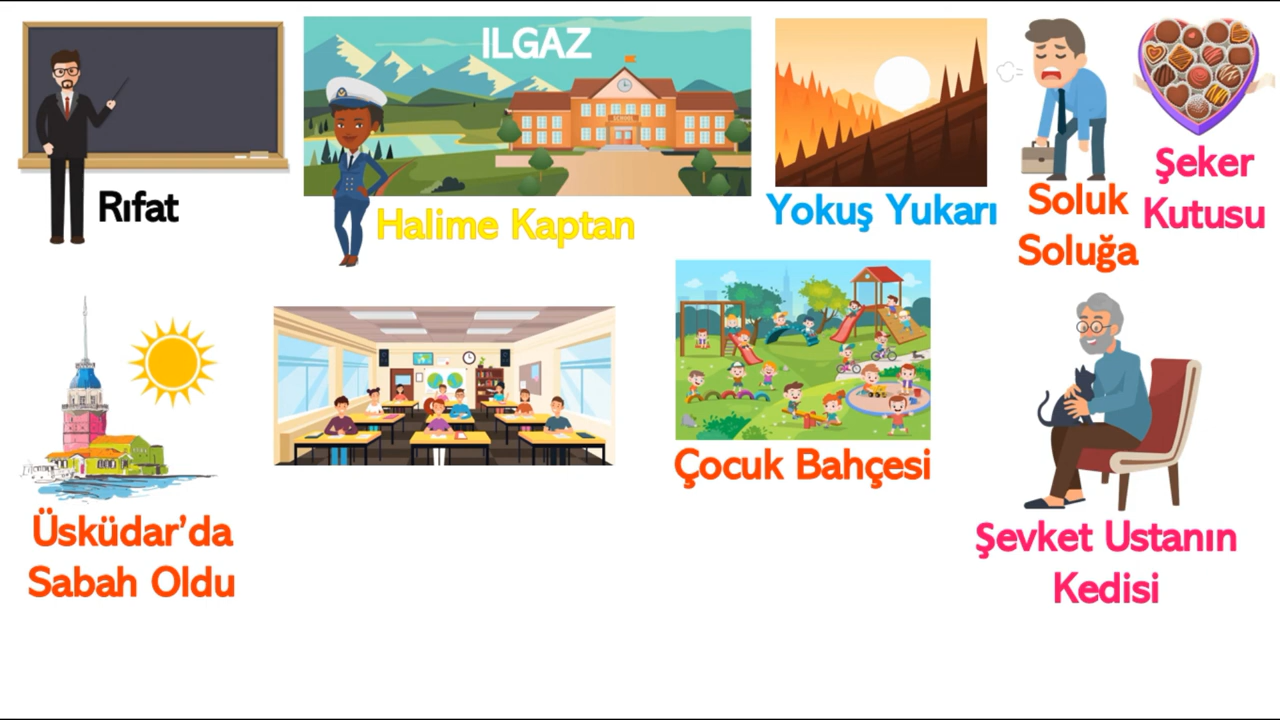 ILGAZ
Rıfat
Halime Kaptan
Yokuş Yukarı
Soluk
Soluğa
Şeker
Kutusu
Üsküdar’da
Sabah Oldu
Çocuk Bahçesi
Şevket Ustanın
Kedisi